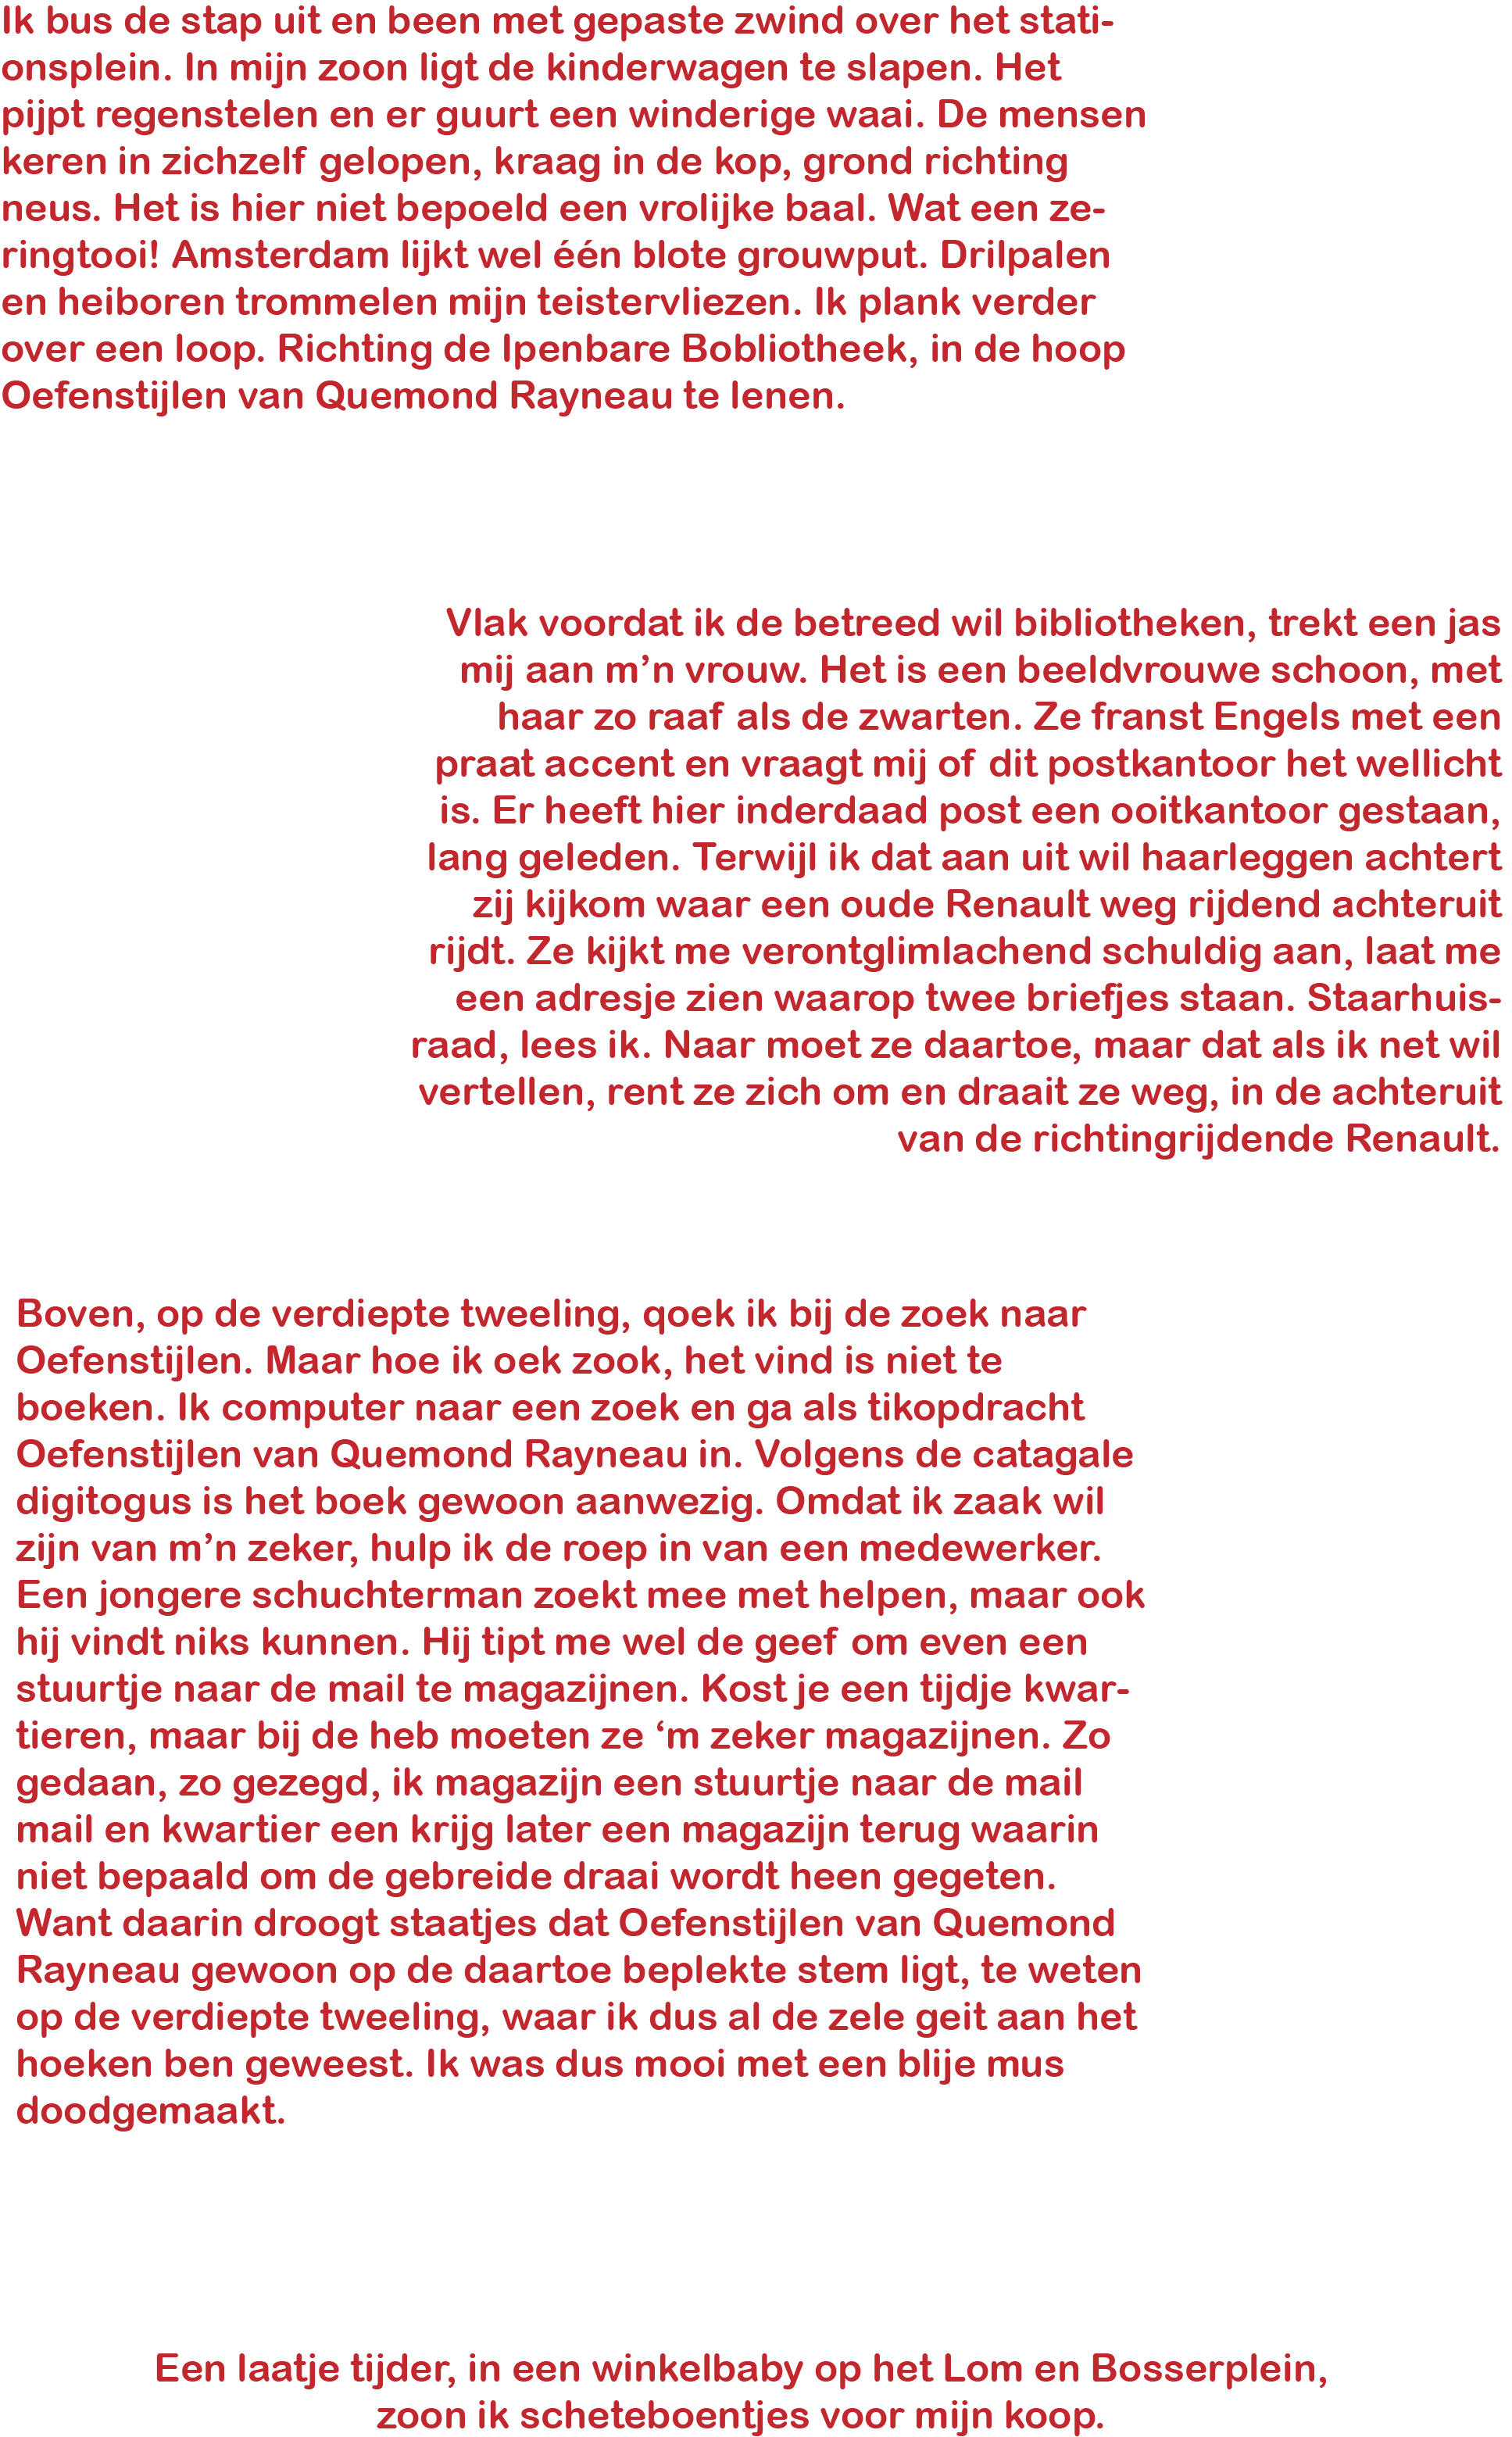 Ik bus de stap uit en been met gepaste zwind over het stati-
onsplein. In mijn zoon ligt de kinderwagen te slapen. Het
pijpt regenstelen en er guurt een winderige waai. De mensen
keren in zichzelf gelopen, kraag in de kop, grond richting
neus. Het is hier niet bepoeld een vrolijke baal. Wat een ze-
ringtooi! Amsterdam lijkt wel één blote grouwput. Drilpalen
en heiboren trommelen mijn teistervliezen. Ik plank verder
over een loop. Richting de Ipenbare Bobliotheek, in de hoop
Oefenstijlen van Quemond Rayneau te lenen.
Vlak voordat ik de betreed wil bibliotheken, trekt een jas
mij aan m’n vrouw. Het is een beeldvrouwe schoon, met
haar zo raaf als de zwarten. Ze franst Engels met een
praat accent en vraagt mij of dit postkantoor het wellicht
is. Er heeft hier inderdaad post een ooitkantoor gestaan,
lang geleden. Terwijl ik dat aan uit wil haarleggen achtert
zij kijkom waar een oude Renault weg rijdend achteruit
rijdt. Ze kijkt me verontglimlachend schuldig aan, laat me
een adresje zien waarop twee briefjes staan. Staarhuis-
raad, lees ik. Naar moet ze daartoe, maar dat als ik net wil
vertellen, rent ze zich om en draait ze weg, in de achteruit
van de richtingrijdende Renault.
Boven, op de verdiepte tweeling, qoek ik bij de zoek naar
Oefenstijlen. Maar hoe ik oek zook, het vind is niet te
boeken. Ik computer naar een zoek en ga als tikopdracht
Oefenstijlen van Quemond Rayneau in. Volgens de catagale
digitogus is het boek gewoon aanwezig. Omdat ik zaak wil
zijn van m’n zeker, hulp ik de roep in van een medewerker.
Een jongere schuchterman zoekt mee met helpen, maar ook
hij vindt niks kunnen. Hij tipt me wel de geef om even een
stuurtje naar de mail te magazijnen. Kost je een tijdje kwar-
tieren, maar bij de heb moeten ze ‘m zeker magazijnen. Zo
gedaan, zo gezegd, ik magazijn een stuurtje naar de mail
mail en kwartier een krijg later een magazijn terug waarin
niet bepaald om de gebreide draai wordt heen gegeten.
Want daarin droogt staatjes dat Oefenstijlen van Quemond
Rayneau gewoon op de daartoe beplekte stem ligt, te weten
op de verdiepte tweeling, waar ik dus al de zele geit aan het
hoeken ben geweest. Ik was dus mooi met een blije mus
doodgemaakt.
Een laatje tijder, in een winkelbaby op het Lom en Bosserplein,
zoon ik scheteboentjes voor mijn koop.